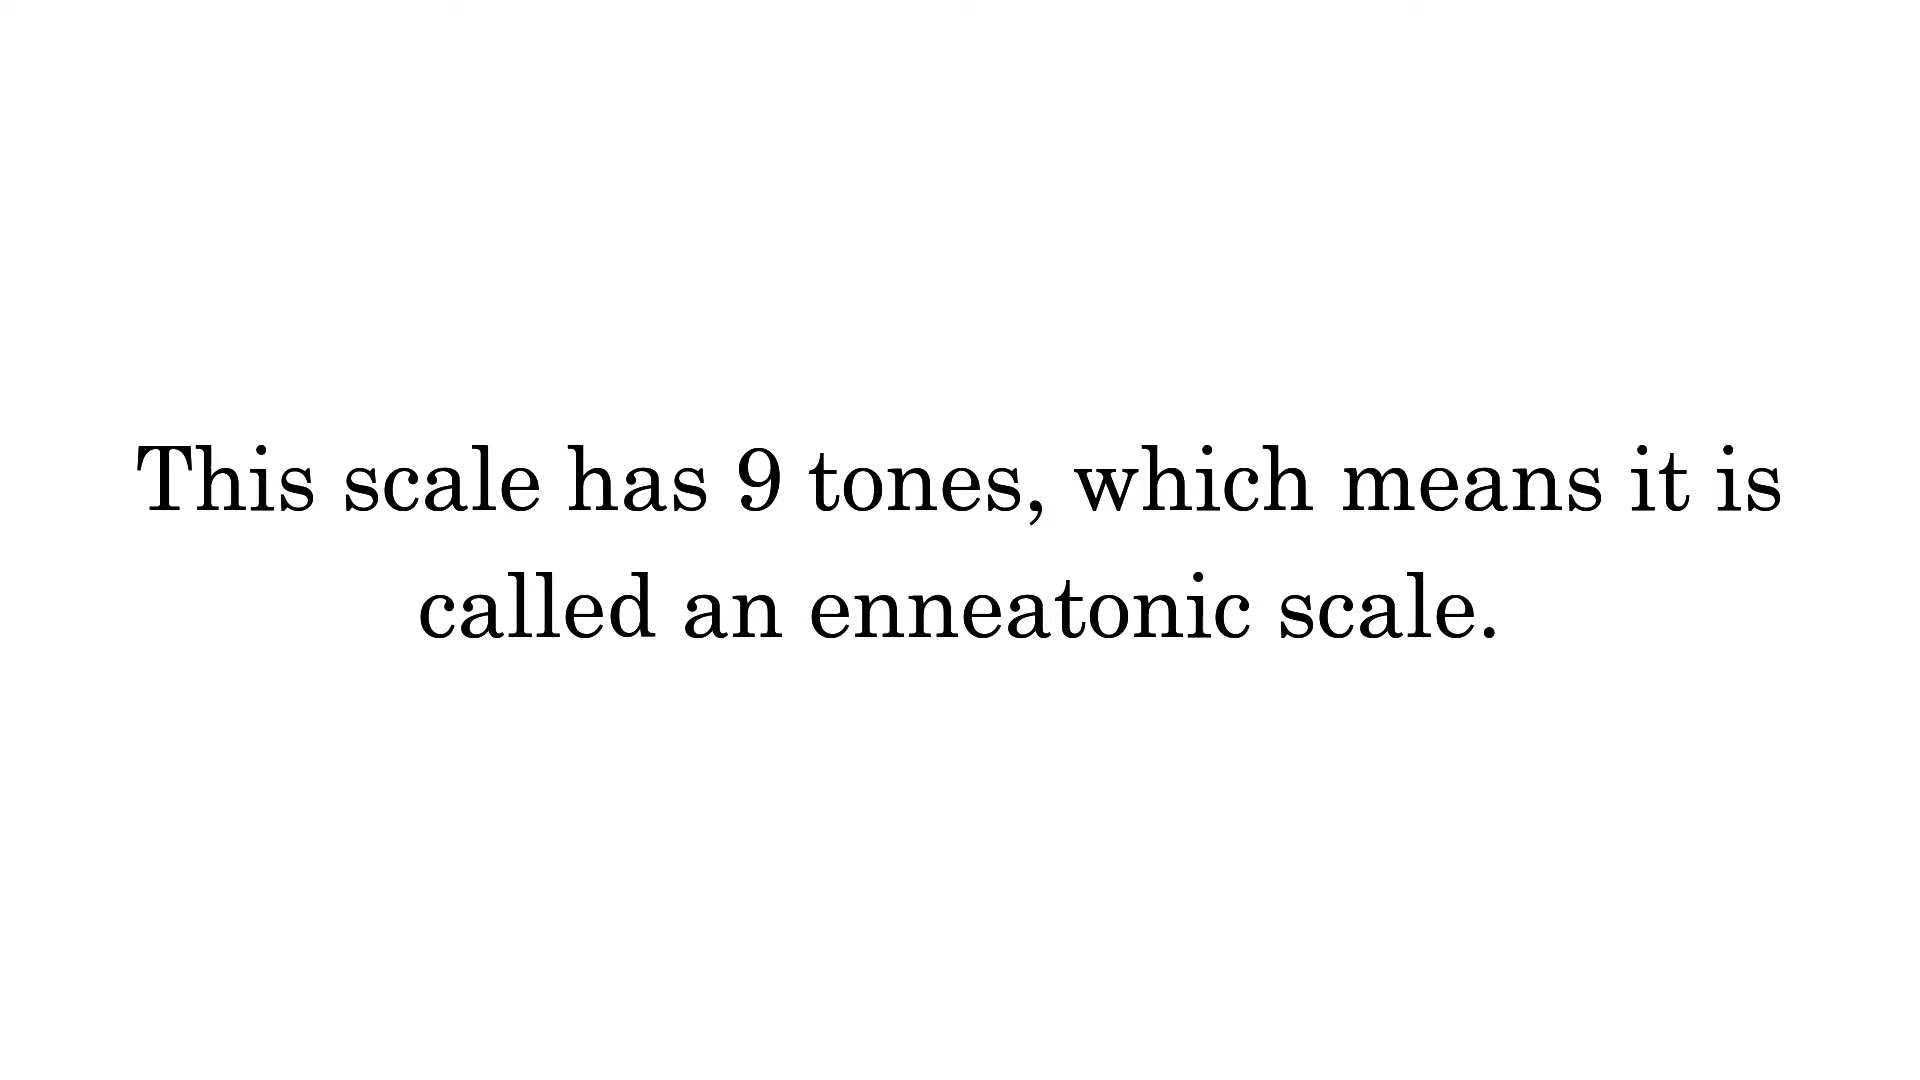 This scale has 9 tones, which means it is
called an enneatonic scale.